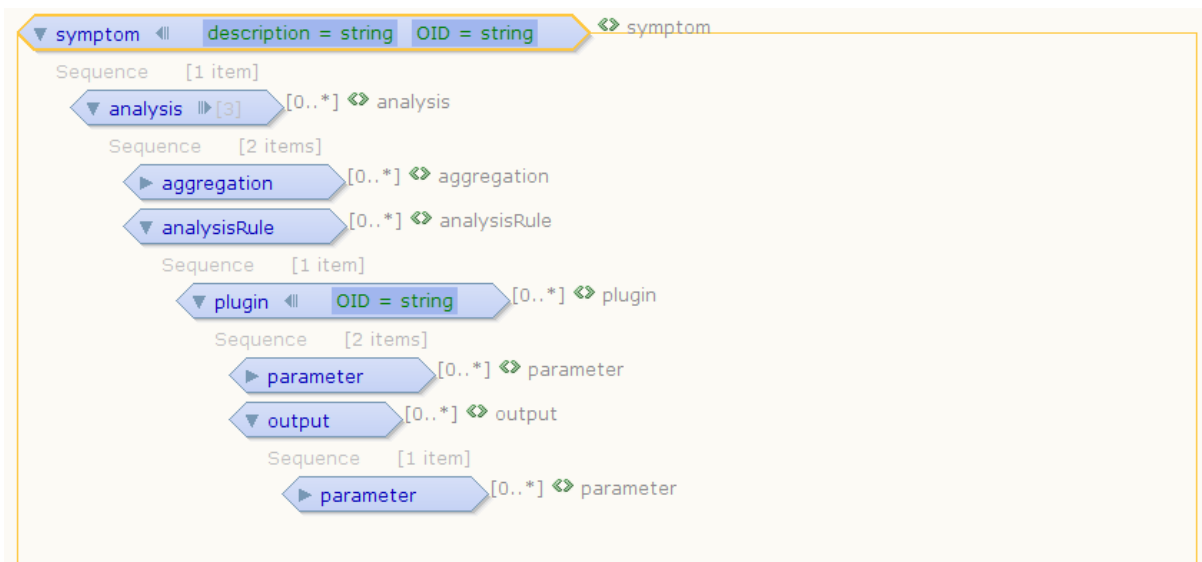 symptom description = string OID = string symptom
Sequence [1 item]
analysis [3] [0..*] analysis
Sequence [2 items]
aggregation [0..*] aggregation
analysisRule [0..*] analysisRule
Sequence [1 item]
plugin OID = string [0..*] plugin
Sequence [2 items]
parameter [0..*] parameter
output [0..*] output
Sequence [1 item]
parameter [0..*] parameter